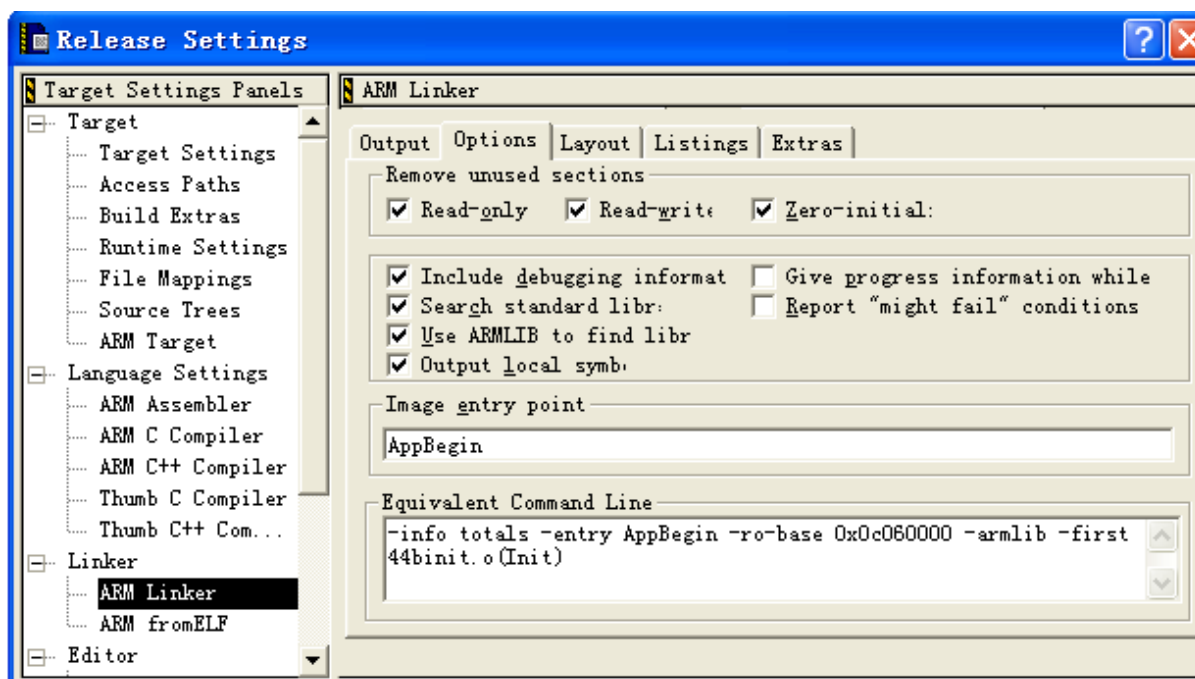 Release Settings
Target Settings Panels
Target
Target Settings
Access Paths
Build Extras
Runtime Settings
File Mappings
Source Trees
ARM Target
Language Settings
ARM Assembler
ARM C Compiler
ARM C++ Compiler
Thumb C Compiler
Thumb C++ Com...
Linker
ARM Linker
ARM fromELF
Editor
ARM Linker
Output Options Layout Listings Extras
Remove unused sections
Read-only Read-write Zero-initial:
Include debugging informat Give progress information while
Search standard libr Report "might fail" conditions
Use ARMLIB to find libr
Output local symb
Image entry point
AppBegin
Equivalent Command Line
-info totals -entry AppBegin -ro-base 0x0c060000 -armlib -first
44binit.o(Init)